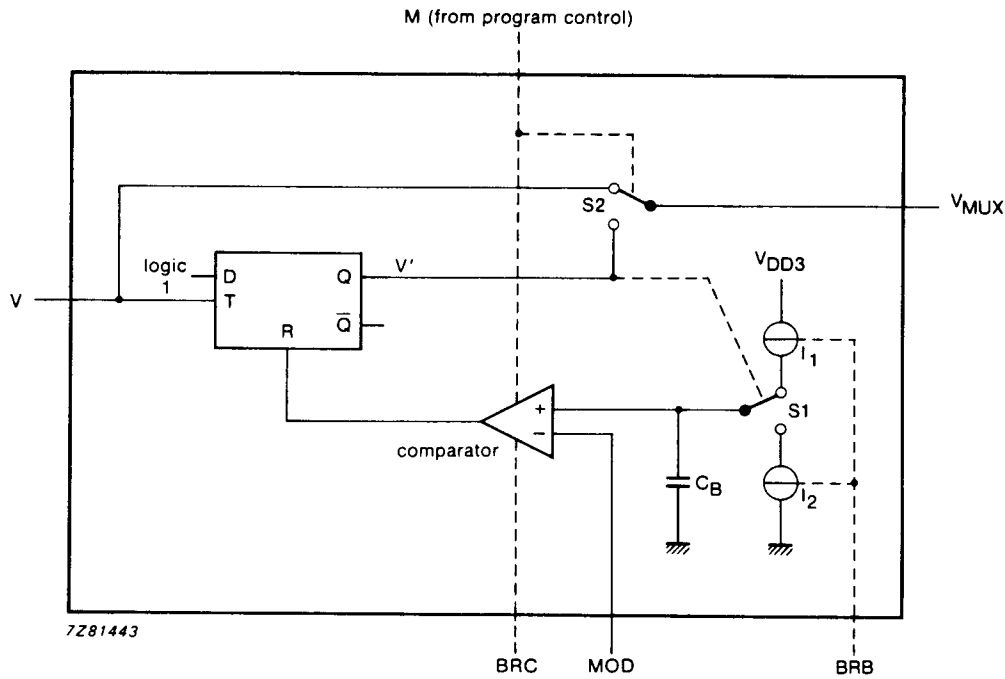 M (from program control)
S2
V_MUX
logic
1
D
Q
V'
V_DD3
V
T
R
Q̅
I_1
S1
+
−
comparator
C_B
I_2
7Z81443
BRC
MOD
BRB